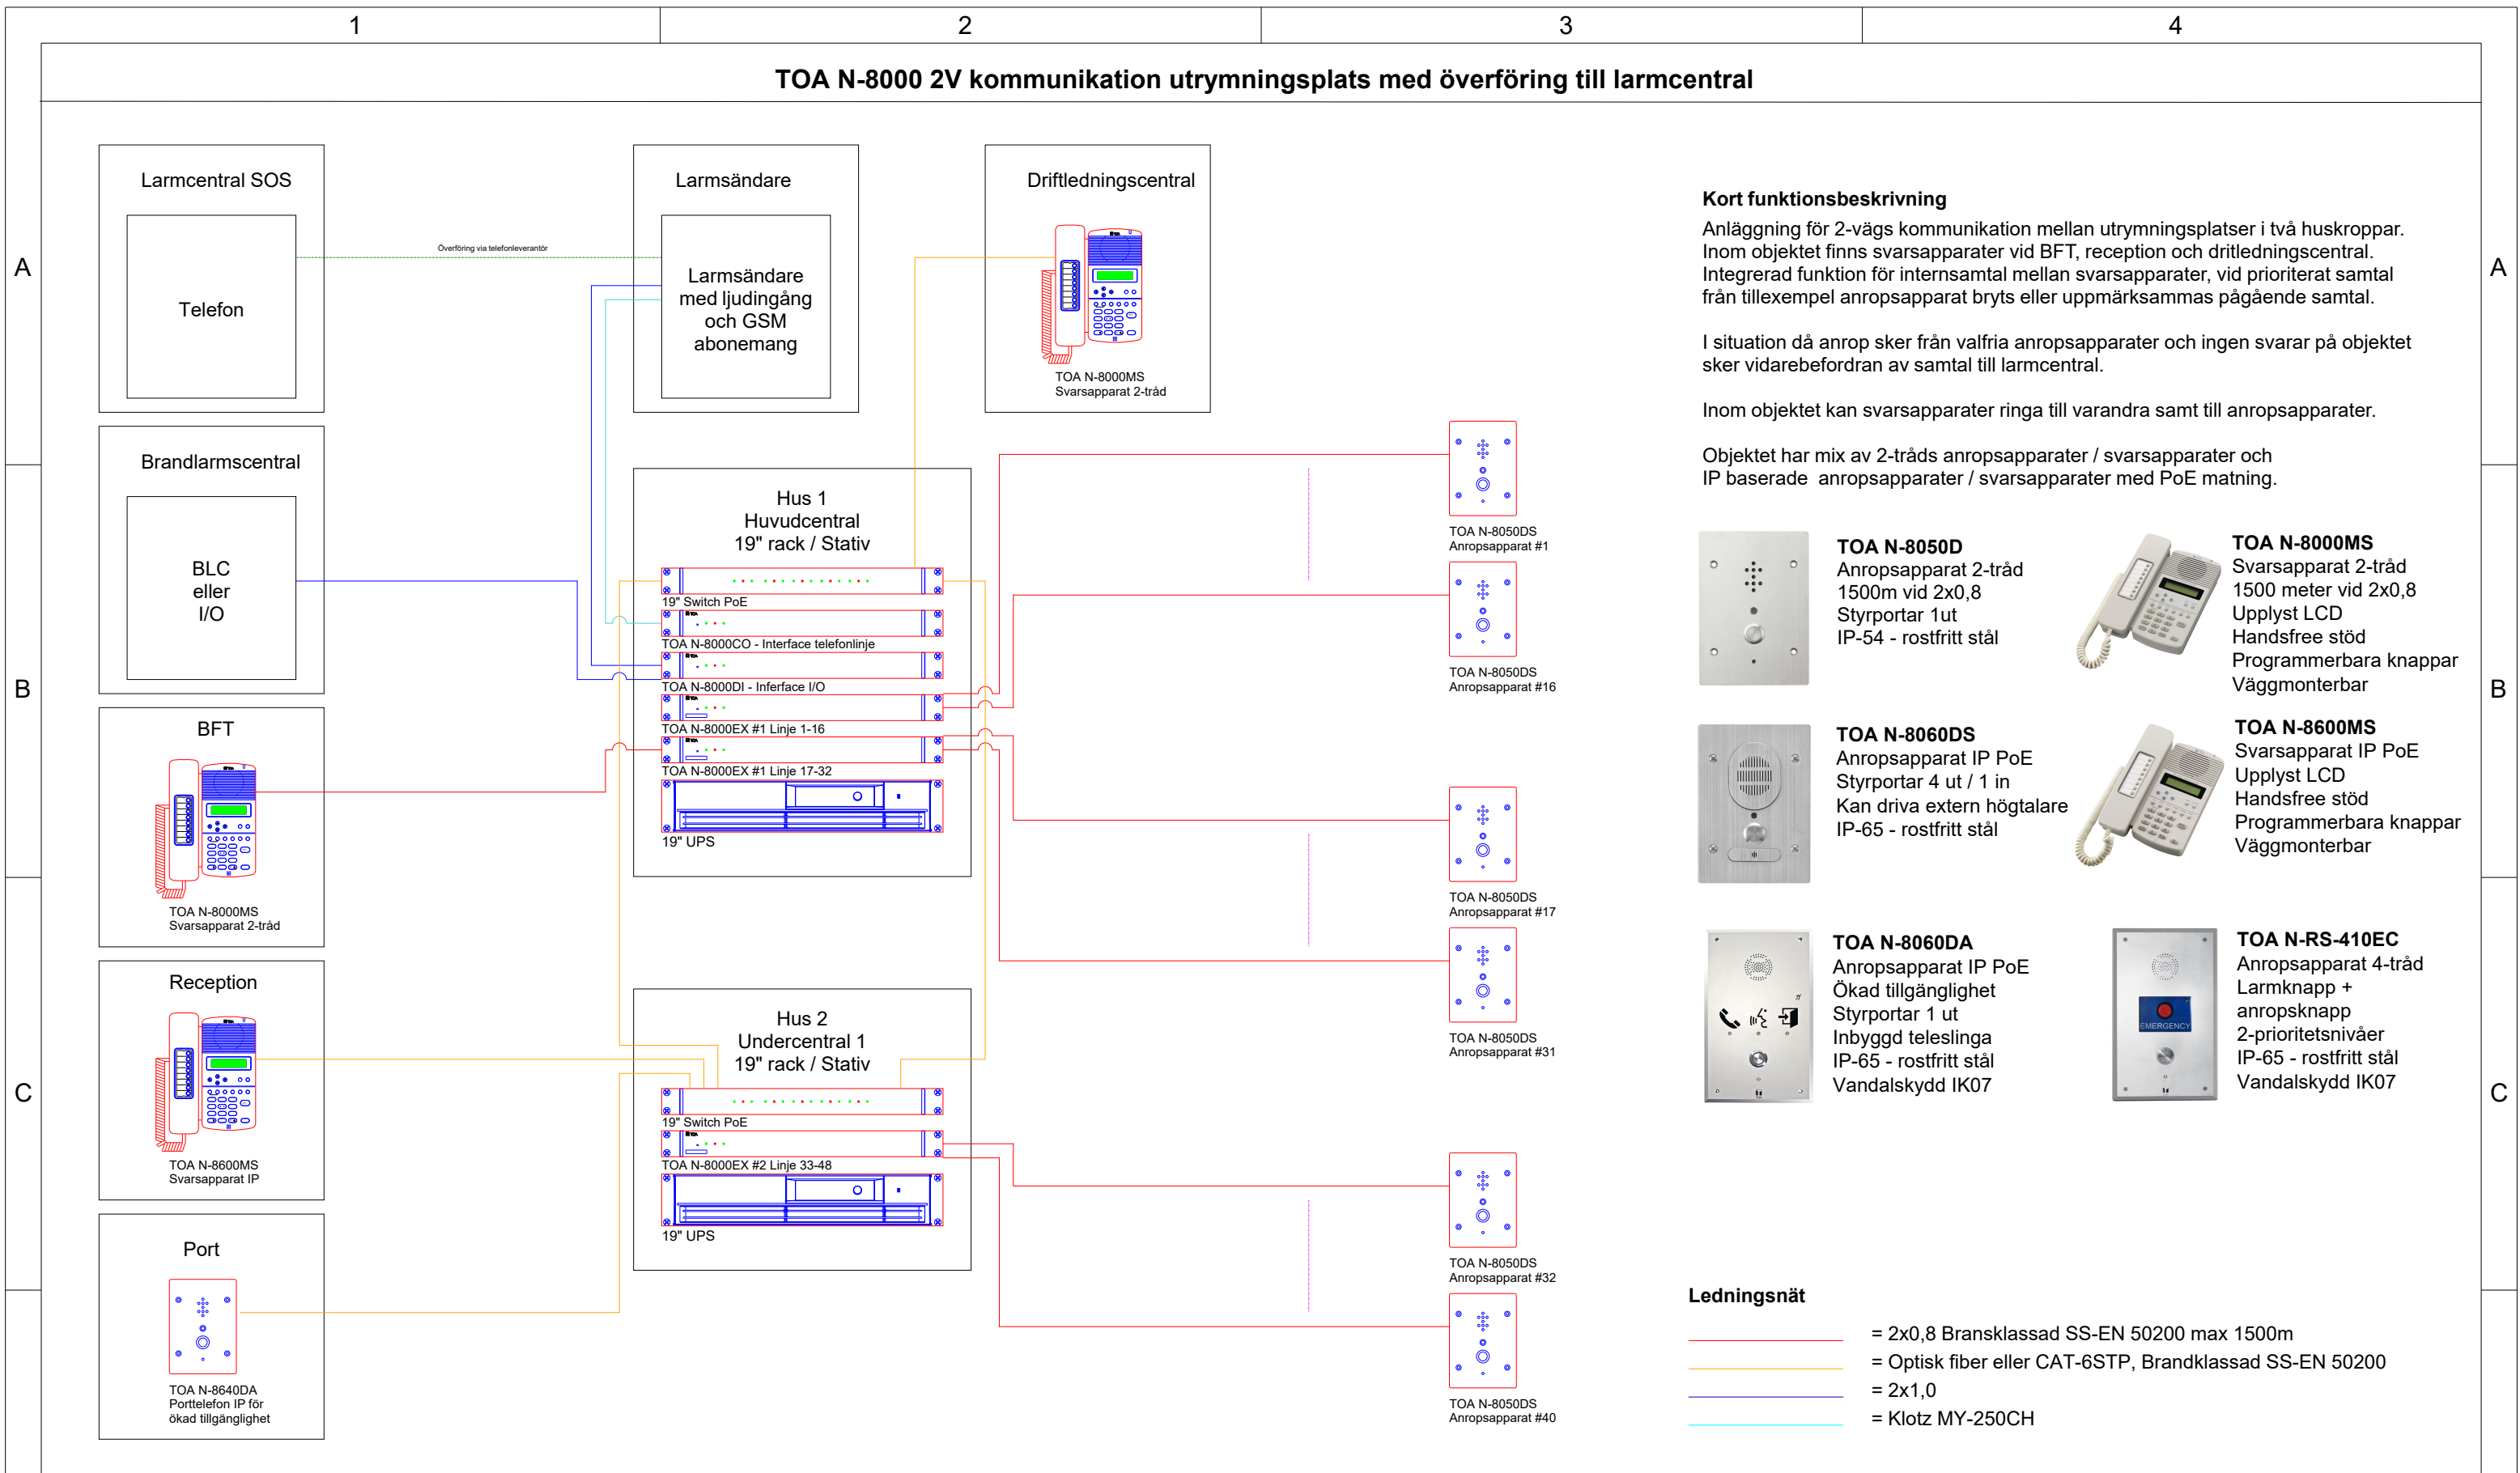 1
2
3
4
TOA N-8000 2V kommunikation utrymningsplats med överföring till larmcentral
A
A
B
B
C
C
Larmcentral SOS
Telefon
Överföring via telefonleverantör
Larmsändare
Larmsändare
med ljudingång
och GSM
abonemang
Driftledningscentral
TOA N-8000MS
Svarsapparat 2-tråd
Brandlarmscentral
BLC
eller
I/O
BFT
TOA N-8000MS
Svarsapparat 2-tråd
Reception
TOA N-8600MS
Svarsapparat IP
Port
TOA N-8640DA
Porttelefon IP för
ökad tillgänglighet
Hus 1
Huvudcentral
19" rack / Stativ
19" Switch PoE
TOA N-8000CO - Interface telefonlinje
TOA N-8000DI - Inferface I/O
TOA N-8000EX #1 Linje 1-16
TOA N-8000EX #1 Linje 17-32
19" UPS
Hus 2
Undercentral 1
19" rack / Stativ
19" Switch PoE
TOA N-8000EX #2 Linje 33-48
19" UPS
TOA N-8050DS
Anropsapparat #1
TOA N-8050DS
Anropsapparat #16
TOA N-8050DS
Anropsapparat #17
TOA N-8050DS
Anropsapparat #31
TOA N-8050DS
Anropsapparat #32
TOA N-8050DS
Anropsapparat #40
Kort funktionsbeskrivning
Anläggning för 2-vägs kommunikation mellan utrymningsplatser i två huskroppar.
Inom objektet finns svarsapparater vid BFT, reception och dritledningscentral.
Integrerad funktion för internsamtal mellan svarsapparater, vid prioriterat samtal
från tillexempel anropsapparat bryts eller uppmärksammas pågående samtal.
I situation då anrop sker från valfria anropsapparater och ingen svarar på objektet
sker vidarebefordran av samtal till larmcentral.
Inom objektet kan svarsapparater ringa till varandra samt till anropsapparater.
Objektet har mix av 2-tråds anropsapparater / svarsapparater och
IP baserade anropsapparater / svarsapparater med PoE matning.
TOA N-8050D
Anropsapparat 2-tråd
1500m vid 2x0,8
Styrportar 1ut
IP-54 - rostfritt stål
TOA N-8000MS
Svarsapparat 2-tråd
1500 meter vid 2x0,8
Upplyst LCD
Handsfree stöd
Programmerbara knappar
Väggmonterbar
TOA N-8060DS
Anropsapparat IP PoE
Styrportar 4 ut / 1 in
Kan driva extern högtalare
IP-65 - rostfritt stål
TOA N-8600MS
Svarsapparat IP PoE
Upplyst LCD
Handsfree stöd
Programmerbara knappar
Väggmonterbar
TOA N-8060DA
Anropsapparat IP PoE
Ökad tillgänglighet
Styrportar 1 ut
Inbyggd teleslinga
IP-65 - rostfritt stål
Vandalskydd IK07
EMERGENCY
TOA N-RS-410EC
Anropsapparat 4-tråd
Larmknapp +
anropsknapp
2-prioritetsnivåer
IP-65 - rostfritt stål
Vandalskydd IK07
Ledningsnät
= 2x0,8 Bransklassad SS-EN 50200 max 1500m
= Optisk fiber eller CAT-6STP, Brandklassad SS-EN 50200
= 2x1,0
= Klotz MY-250CH